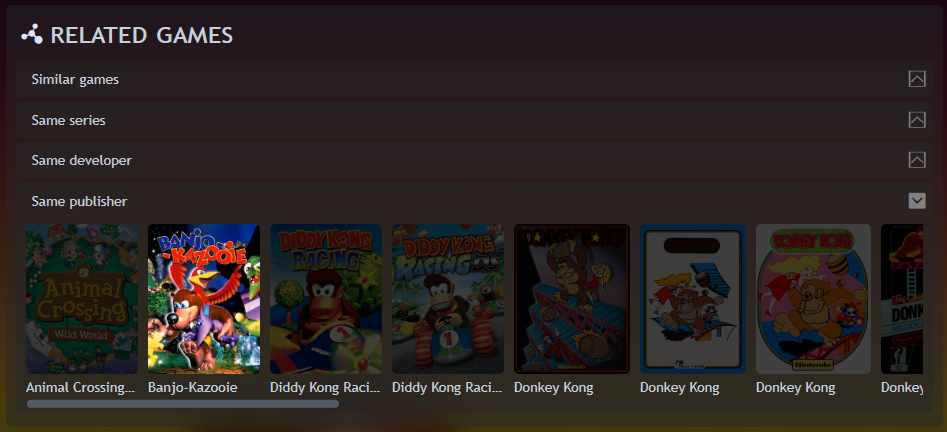 RELATED GAMES
Similar games
Same series
Same developer
Same publisher
Animal
Crossing
Wild World
BANJO
-KAZOOIE
DIDDY KONG
RACING
DIDDY KONG
RACING DS
DONKEY KONG
Nintendo
DONK
Animal Crossing...
Banjo-Kazooie
Diddy Kong Raci...
Diddy Kong Raci...
Donkey Kong
Donkey Kong
Donkey Kong
Donkey